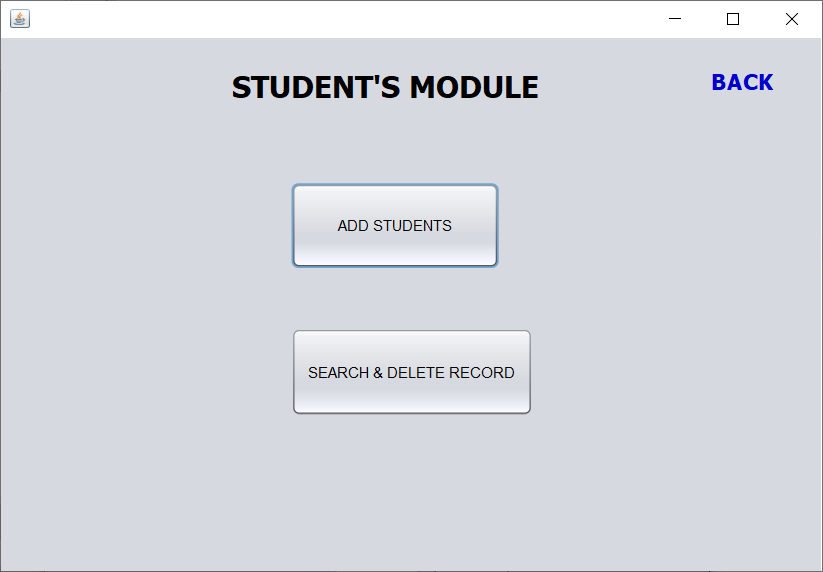 STUDENT'S MODULE
BACK
ADD STUDENTS
SEARCH & DELETE RECORD